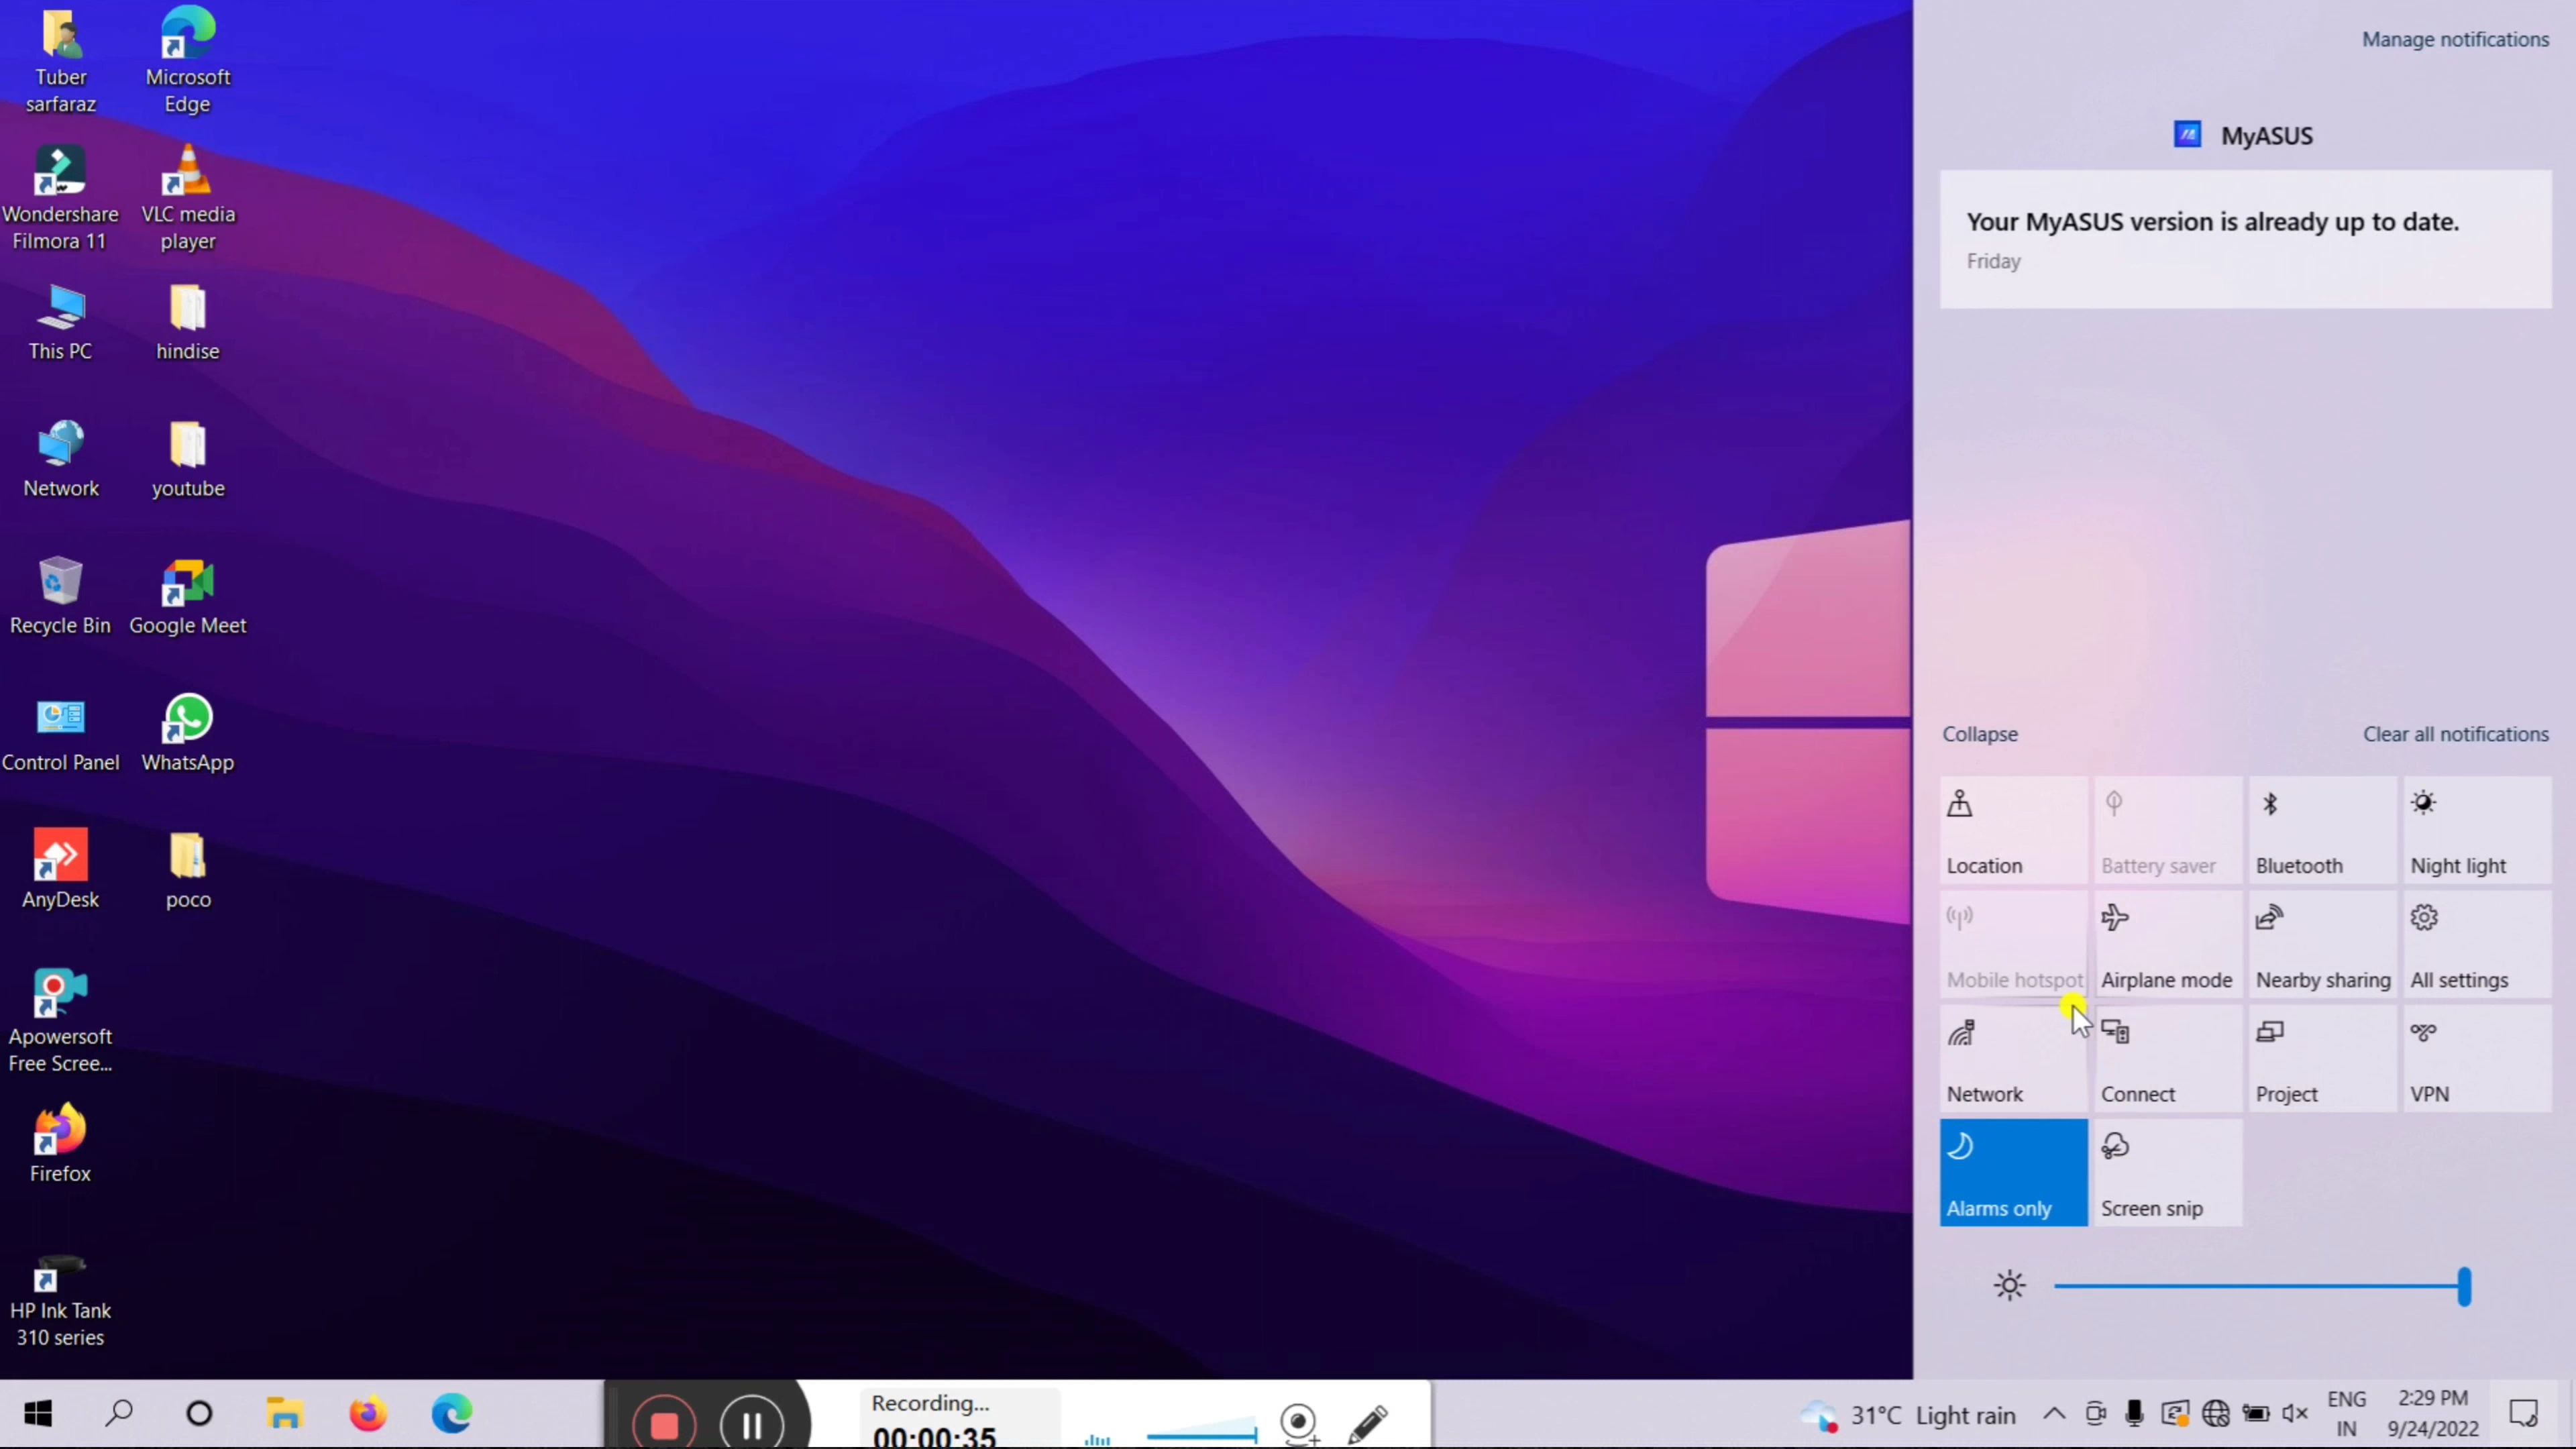 Tuber
sarfaraz
Microsoft
Edge
Wondershare
Filmora 11
VLC media
player
This PC
hindise
Network
youtube
Recycle Bin
Google Meet
Control Panel
WhatsApp
AnyDesk
poco
Apowersoft
Free Scree...
Firefox
HP Ink Tank
310 series
Manage notifications
MyASUS
Your MyASUS version is already up to date.
Friday
Collapse
Clear all notifications
Location
Battery saver
Bluetooth
Night light
Mobile hotspot
Airplane mode
Nearby sharing
All settings
Network
Connect
Project
VPN
Alarms only
Screen snip
Recording...
00:00:35
31°C Light rain
ENG
IN
2:29 PM
9/24/2022